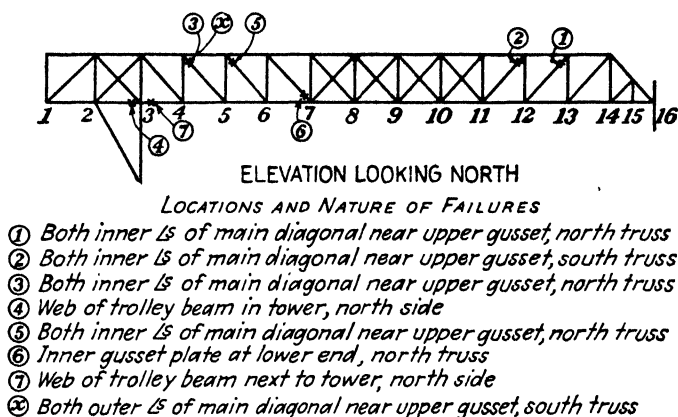 ③ ⓧ ⑤ ② ①
1 2 3 4 5 6 7 8 9 10 11 12 13 14 15 16
④ ⑦ ⑥
ELEVATION LOOKING NORTH
LOCATIONS AND NATURE OF FAILURES
① Both inner Ls of main diagonal near upper gusset, north truss
② Both inner Ls of main diagonal near upper gusset, south truss
③ Both inner Ls of main diagonal near upper gusset, north truss
④ Web of trolley beam in tower, north side
⑤ Both inner Ls of main diagonal near upper gusset, north truss
⑥ Inner gusset plate at lower end, north truss
⑦ Web of trolley beam next to tower, north side
ⓧ Both outer Ls of main diagonal near upper gusset, south truss